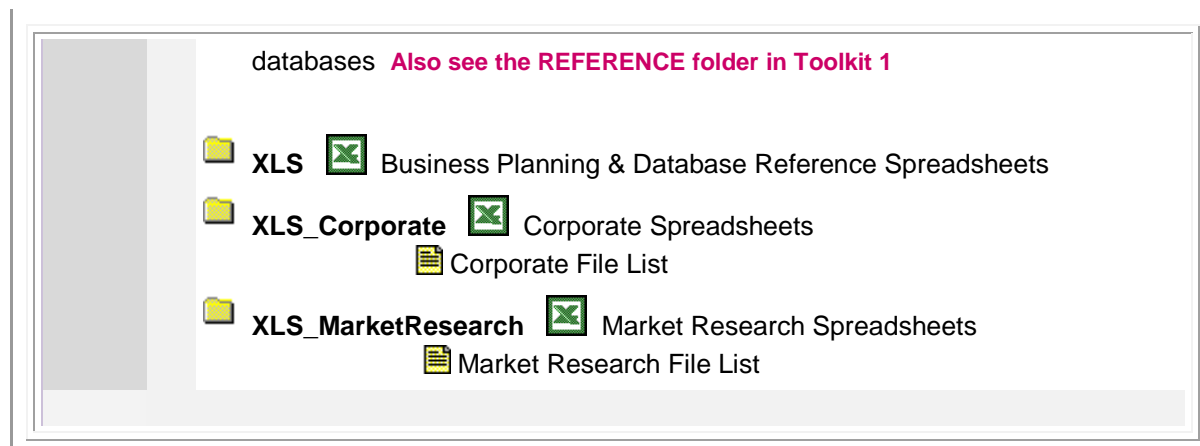 databases Also see the REFERENCE folder in Toolkit 1
XLS Business Planning & Database Reference Spreadsheets
XLS_Corporate Corporate Spreadsheets
Corporate File List
XLS_MarketResearch Market Research Spreadsheets
Market Research File List